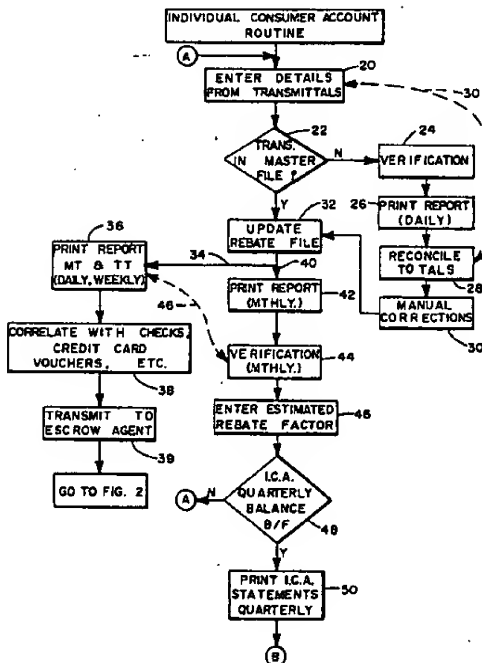 INDIVIDUAL CONSUMER ACCOUNT
ROUTINE
A
20
ENTER DETAILS
FROM TRANSMITTALS
30
22
TRANS.
IN MASTER
FILE ?
N
Y
24
VERIFICATION
26
PRINT REPORT
(DAILY)
RECONCILE
TO TALS
28
MANUAL
CORRECTIONS
30
32
UPDATE
REBATE FILE
34
40
36
PRINT REPORT
MT & TT
(DAILY, WEEKLY)
46
PRINT REPORT
(MTHLY.)
42
VERIFICATION
(MTHLY.)
44
CORRELATE WITH CHECKS,
CREDIT CARD
VOUCHERS, ETC.
38
TRANSMIT TO
ESCROW AGENT
39
GO TO FIG. 2
ENTER ESTIMATED
REBATE FACTOR
46
I.C.A.
QUARTERLY
BALANCE
B/F
48
N
A
Y
PRINT I.C.A.
STATEMENTS
QUARTERLY
50
B